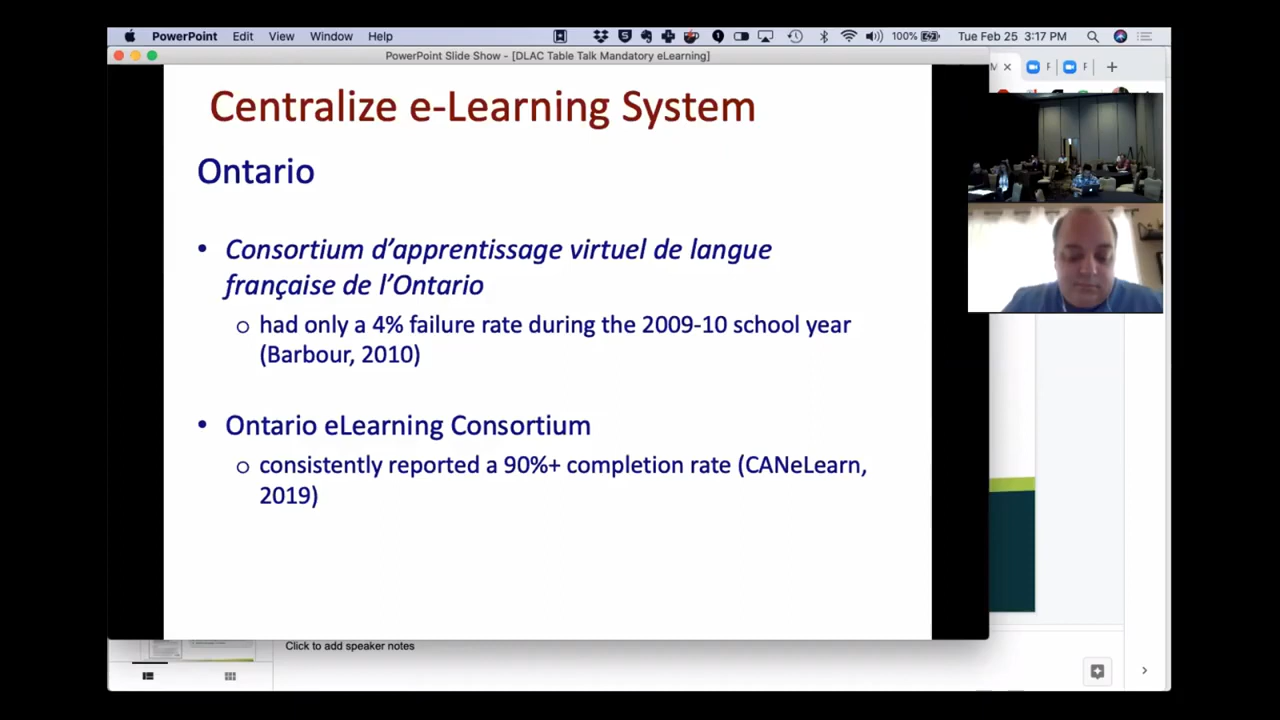 PowerPoint Edit View Window Help 100% Tue Feb 25 3:17 PM
PowerPoint Slide Show - [DLAC Table Talk Mandatory eLearning]
Centralize e-Learning System
Ontario
• Consortium d’apprentissage virtuel de langue
française de l’Ontario
o had only a 4% failure rate during the 2009-10 school year
(Barbour, 2010)
• Ontario eLearning Consortium
o consistently reported a 90%+ completion rate (CANeLearn,
2019)
Click to add speaker notes